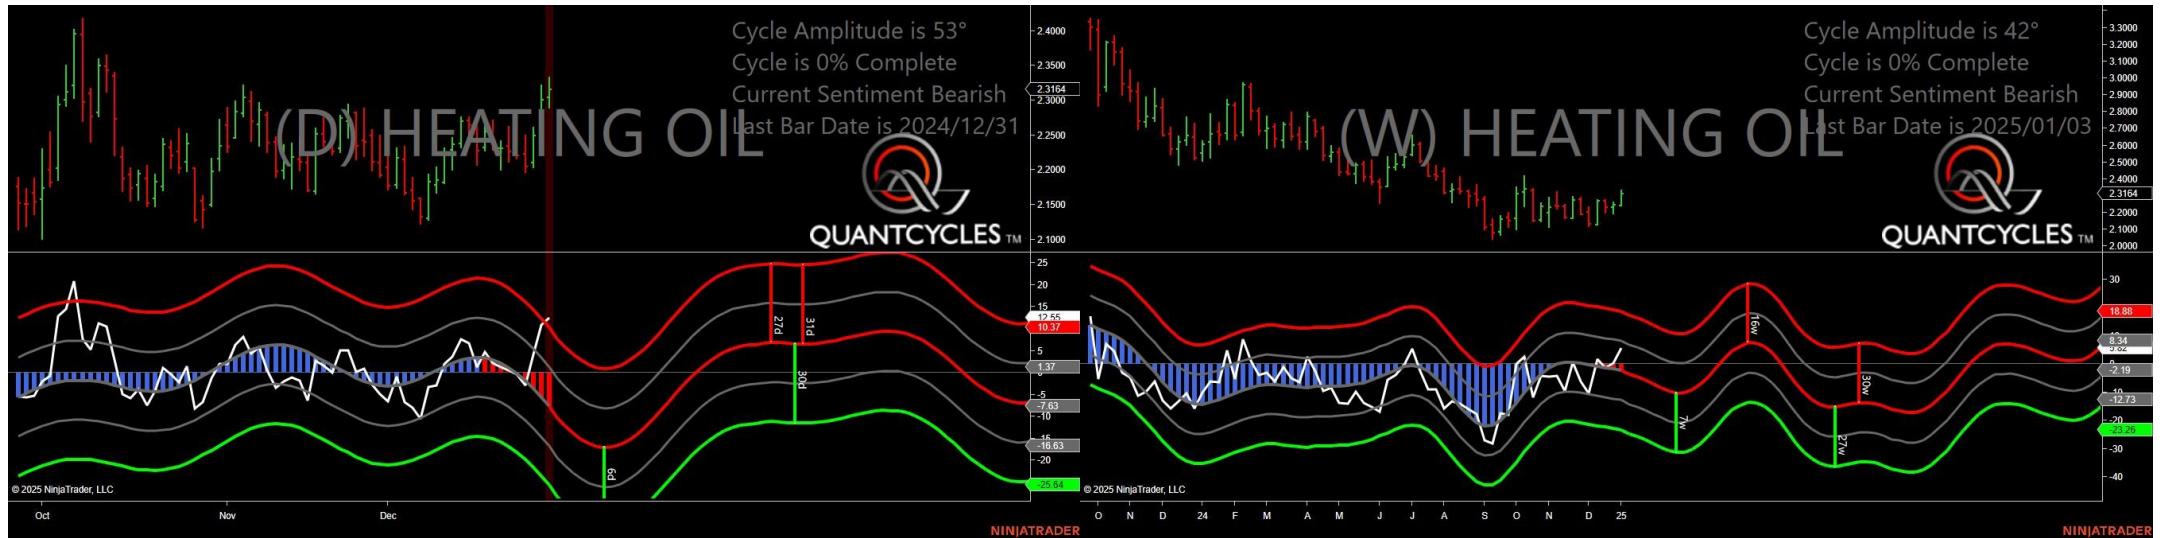 Cycle Amplitude is 53°
Cycle is 0% Complete
Current Sentiment Bearish
Last Bar Date is 2024/12/31
(D) HEATING OIL
QUANTCYCLES TM
2.4000
2.3500
2.3164
2.3000
2.2500
2.2000
2.1500
2.1000
25
20
15
12.55
10.37
5
1.37
-5
-7.63
-10
-16.63
-20
-25.64
27d
31d
30d
6d
© 2025 NinjaTrader, LLC
Oct Nov Dec
NINJATRADER
Cycle Amplitude is 42°
Cycle is 0% Complete
Current Sentiment Bearish
Last Bar Date is 2025/01/03
(W) HEATING OIL
QUANTCYCLES TM
3.3000
3.2000
3.1000
3.0000
2.9000
2.8000
2.7000
2.6000
2.5000
2.4000
2.3164
2.2000
2.1000
2.0000
30
18.88
8.34
-2.19
-10
-12.73
-20
-23.26
-30
-40
16w
30w
7w
27w
© 2025 NinjaTrader, LLC
O N D 24 F M A M J J A S O N D 25
NINJATRADER